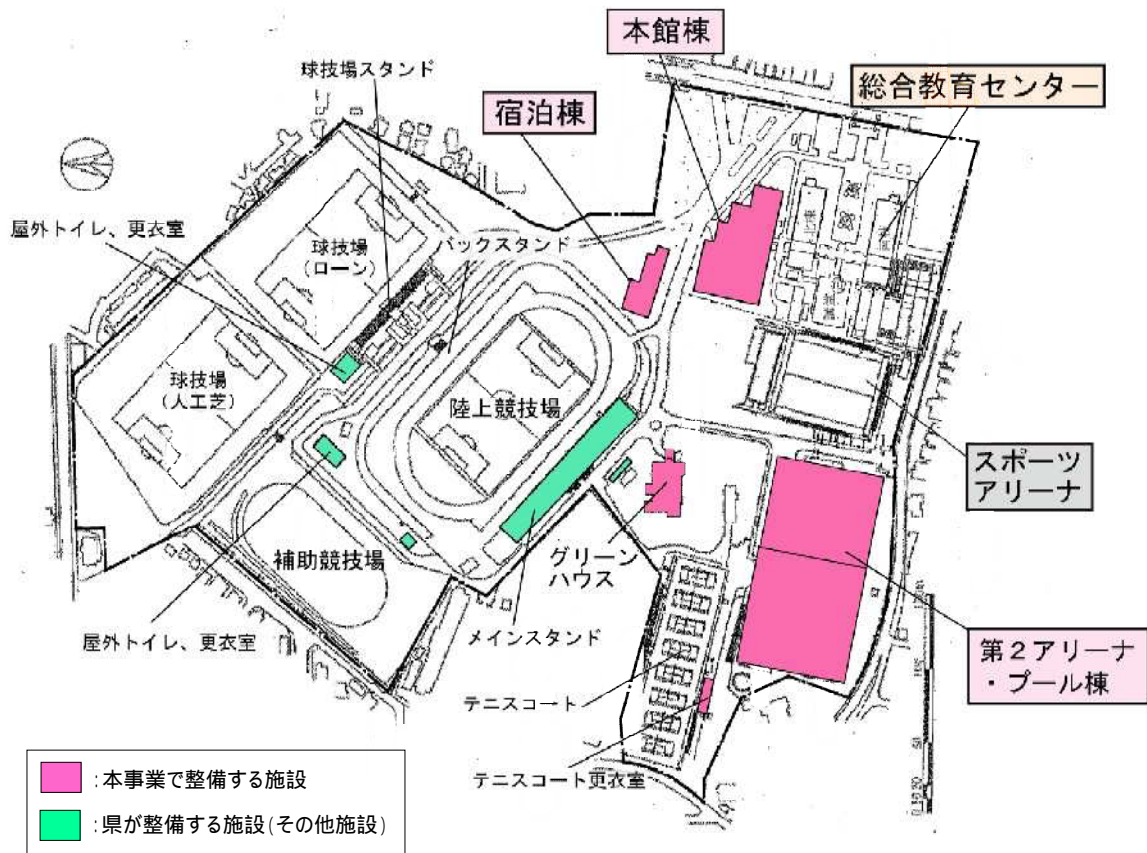 本館棟
球技場スタンド
総合教育センター
宿泊棟
屋外トイレ、更衣室
球技場
(ローン)
バックスタンド
球技場
(人工芝)
陸上競技場
スポーツ
アリーナ
グリーン
ハウス
補助競技場
屋外トイレ、更衣室
メインスタンド
第2アリーナ
・プール棟
テニスコート
テニスコート更衣室
:本事業で整備する施設
:県が整備する施設(その他施設)